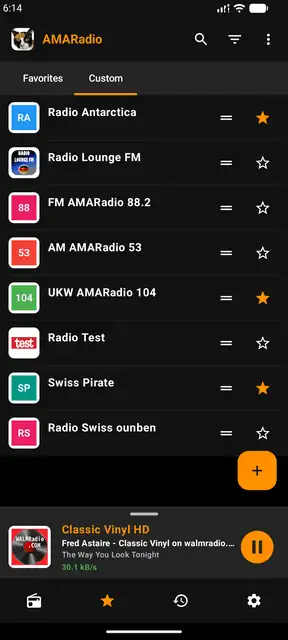 6:14
AMARadio
Favorites
Custom
RA
Radio Antarctica
RADIO
LOUNGE FM
Radio Lounge FM
88
FM AMARadio 88.2
53
AM AMARadio 53
104
UKW AMARadio 104
test
Radio Test
SP
Swiss Pirate
RS
Radio Swiss ounben
+
WALMRadio
.COM
Classic Vinyl HD
Fred Astaire - Classic Vinyl on walmradio....
The Way You Look Tonight
30.1 kB/s